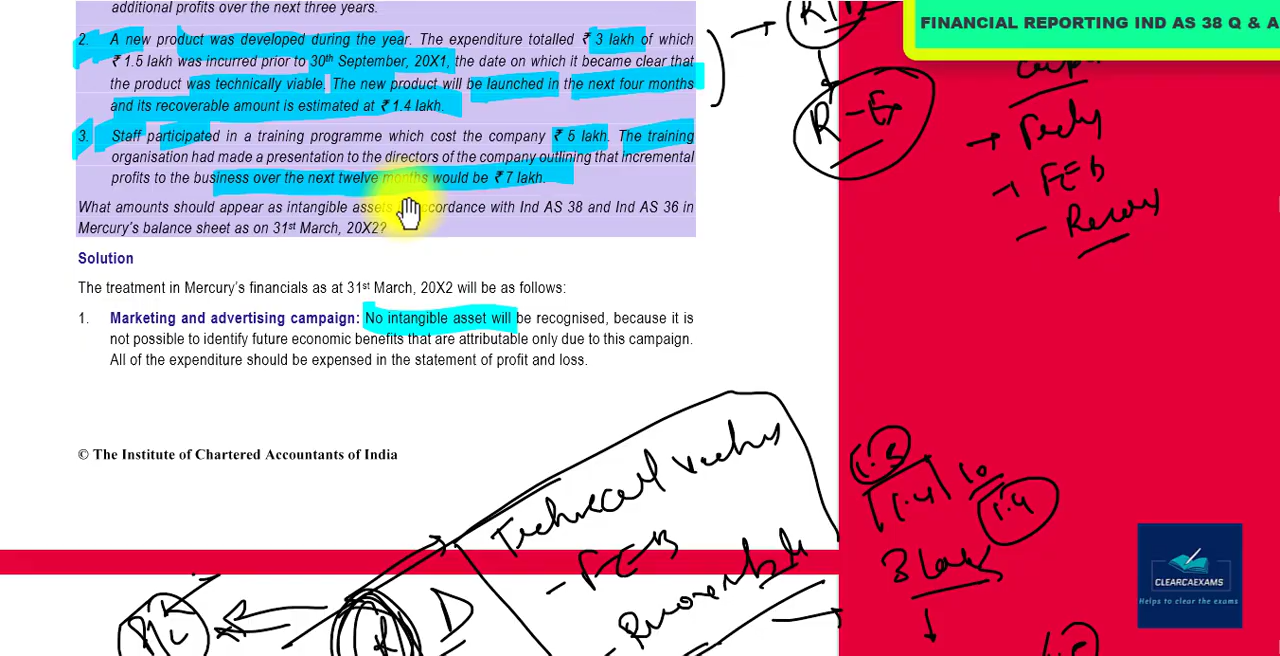 additional profits over the next three years.
2. A new product was developed during the year. The expenditure totalled ₹ 3 lakh of which
₹ 1.5 lakh was incurred prior to 30th September, 20X1, the date on which it became clear that
the product was technically viable. The new product will be launched in the next four months
and its recoverable amount is estimated at ₹ 1.4 lakh.
3. Staff participated in a training programme which cost the company ₹ 5 lakh. The training
organisation had made a presentation to the directors of the company outlining that incremental
profits to the business over the next twelve months would be ₹ 7 lakh.
What amounts should appear as intangible assets accordance with Ind AS 38 and Ind AS 36 in
Mercury's balance sheet as on 31st March, 20X2?
Solution
The treatment in Mercury's financials as at 31st March, 20X2 will be as follows:
1. Marketing and advertising campaign: No intangible asset will be recognised, because it is
not possible to identify future economic benefits that are attributable only due to this campaign.
All of the expenditure should be expensed in the statement of profit and loss.
© The Institute of Chartered Accountants of India
FINANCIAL REPORTING IND AS 38 Q & A
R - Ex
→ FEB
Technical
- FEB
D
1.4
1.4
3 Lakhs
CLEARCAEXAMS
Helps to clear the exams